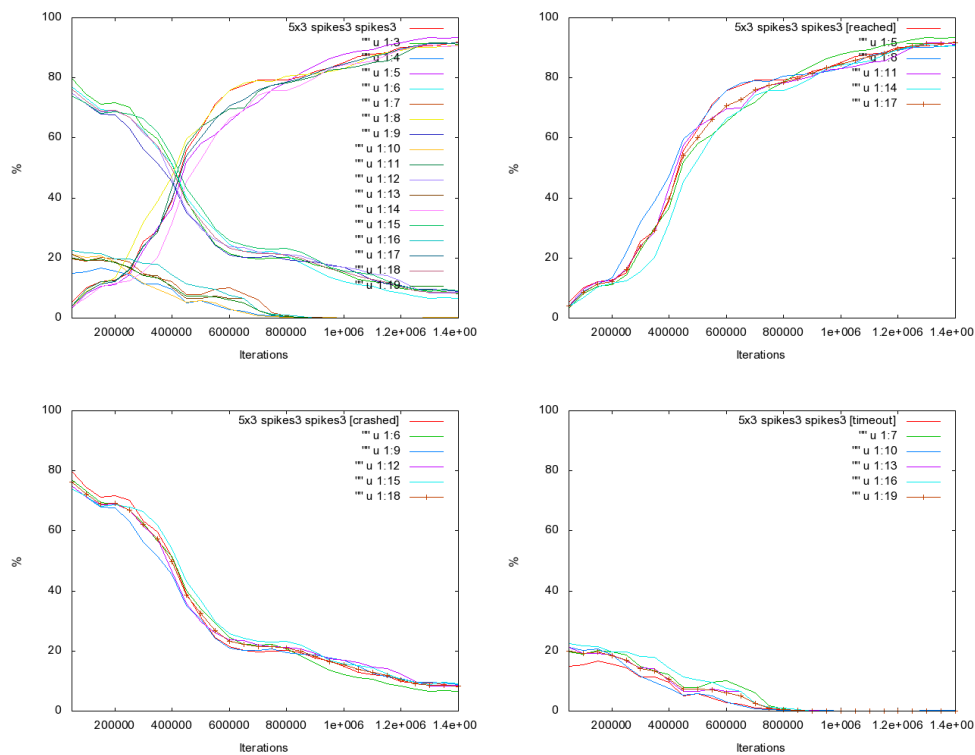 100
80
60
40
20
0
%
5x3 spikes3 spikes3
"" u 1:3
"" u 1:4
"" u 1:5
"" u 1:6
"" u 1:7
"" u 1:8
"" u 1:9
"" u 1:10
"" u 1:11
"" u 1:12
"" u 1:13
"" u 1:14
"" u 1:15
"" u 1:16
"" u 1:17
"" u 1:18
"" u 1:19
200000 400000 600000 800000 1e+006 1.2e+006 1.4e+006
Iterations
100
80
60
40
20
0
%
5x3 spikes3 spikes3 [reached]
"" u 1:5
"" u 1:8
"" u 1:11
"" u 1:14
"" u 1:17
200000 400000 600000 800000 1e+006 1.2e+006 1.4e+006
Iterations
100
80
60
40
20
0
%
5x3 spikes3 spikes3 [crashed]
"" u 1:6
"" u 1:9
"" u 1:12
"" u 1:15
"" u 1:18
200000 400000 600000 800000 1e+006 1.2e+006 1.4e+006
Iterations
100
80
60
40
20
0
%
5x3 spikes3 spikes3 [timeout]
"" u 1:7
"" u 1:10
"" u 1:13
"" u 1:16
"" u 1:19
200000 400000 600000 800000 1e+006 1.2e+006 1.4e+006
Iterations